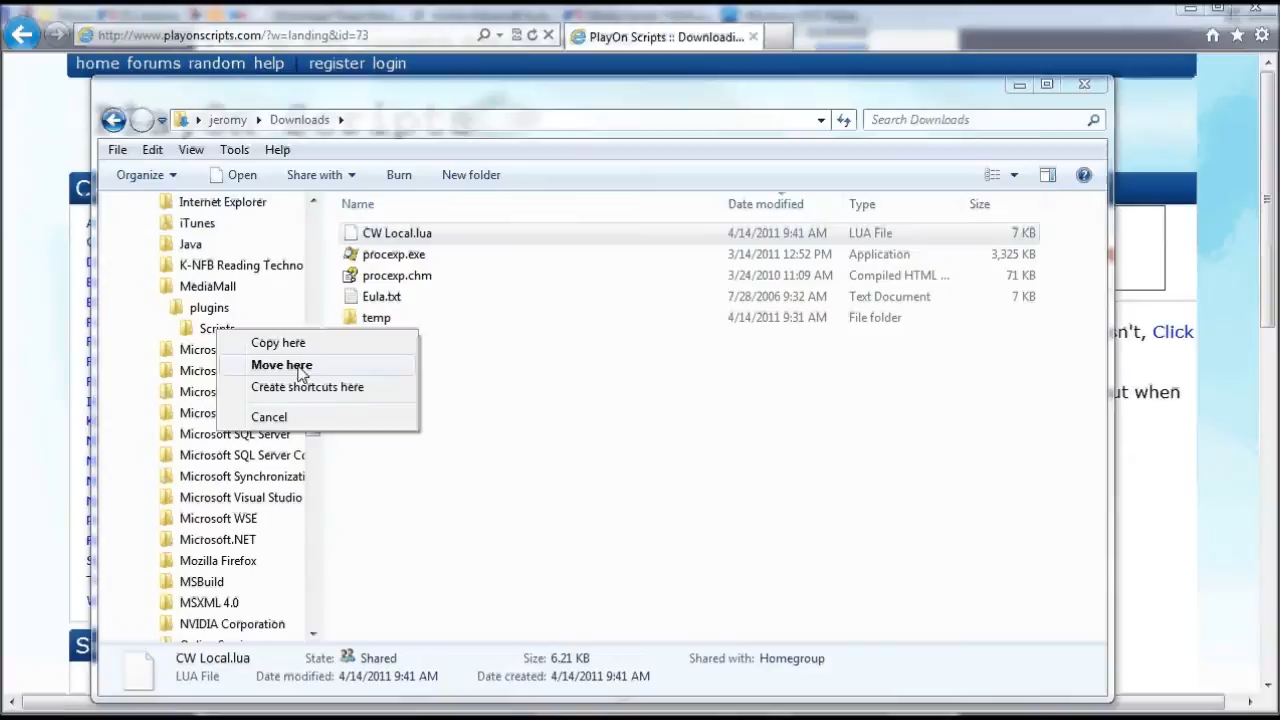 http://www.playonscripts.com/?w=landing&id=73
PlayOn Scripts :: Downloadi...
home forums random help | register login
jeromy Downloads
Search Downloads
File Edit View Tools Help
Organize Open Share with Burn New folder
Internet Explorer
iTunes
Java
K-NFB Reading Techno
MediaMall
plugins
Scripts
Micros
Micros
Micros
Micros
Microsoft SQL Server
Microsoft SQL Server Co
Microsoft Synchronizati
Microsoft Visual Studio
Microsoft WSE
Microsoft.NET
Mozilla Firefox
MSBuild
MSXML 4.0
NVIDIA Corporation
Name Date modified Type Size
CW Local.lua 4/14/2011 9:41 AM LUA File 7 KB
procexp.exe 3/14/2011 12:52 PM Application 3,325 KB
procexp.chm 3/24/2010 11:09 AM Compiled HTML ... 71 KB
Eula.txt 7/28/2006 9:32 AM Text Document 7 KB
temp 4/14/2011 9:31 AM File folder
Copy here
Move here
Create shortcuts here
Cancel
n't, Click
ut when
CW Local.lua State: Shared Size: 6.21 KB Shared with: Homegroup
LUA File Date modified: 4/14/2011 9:41 AM Date created: 4/14/2011 9:41 AM